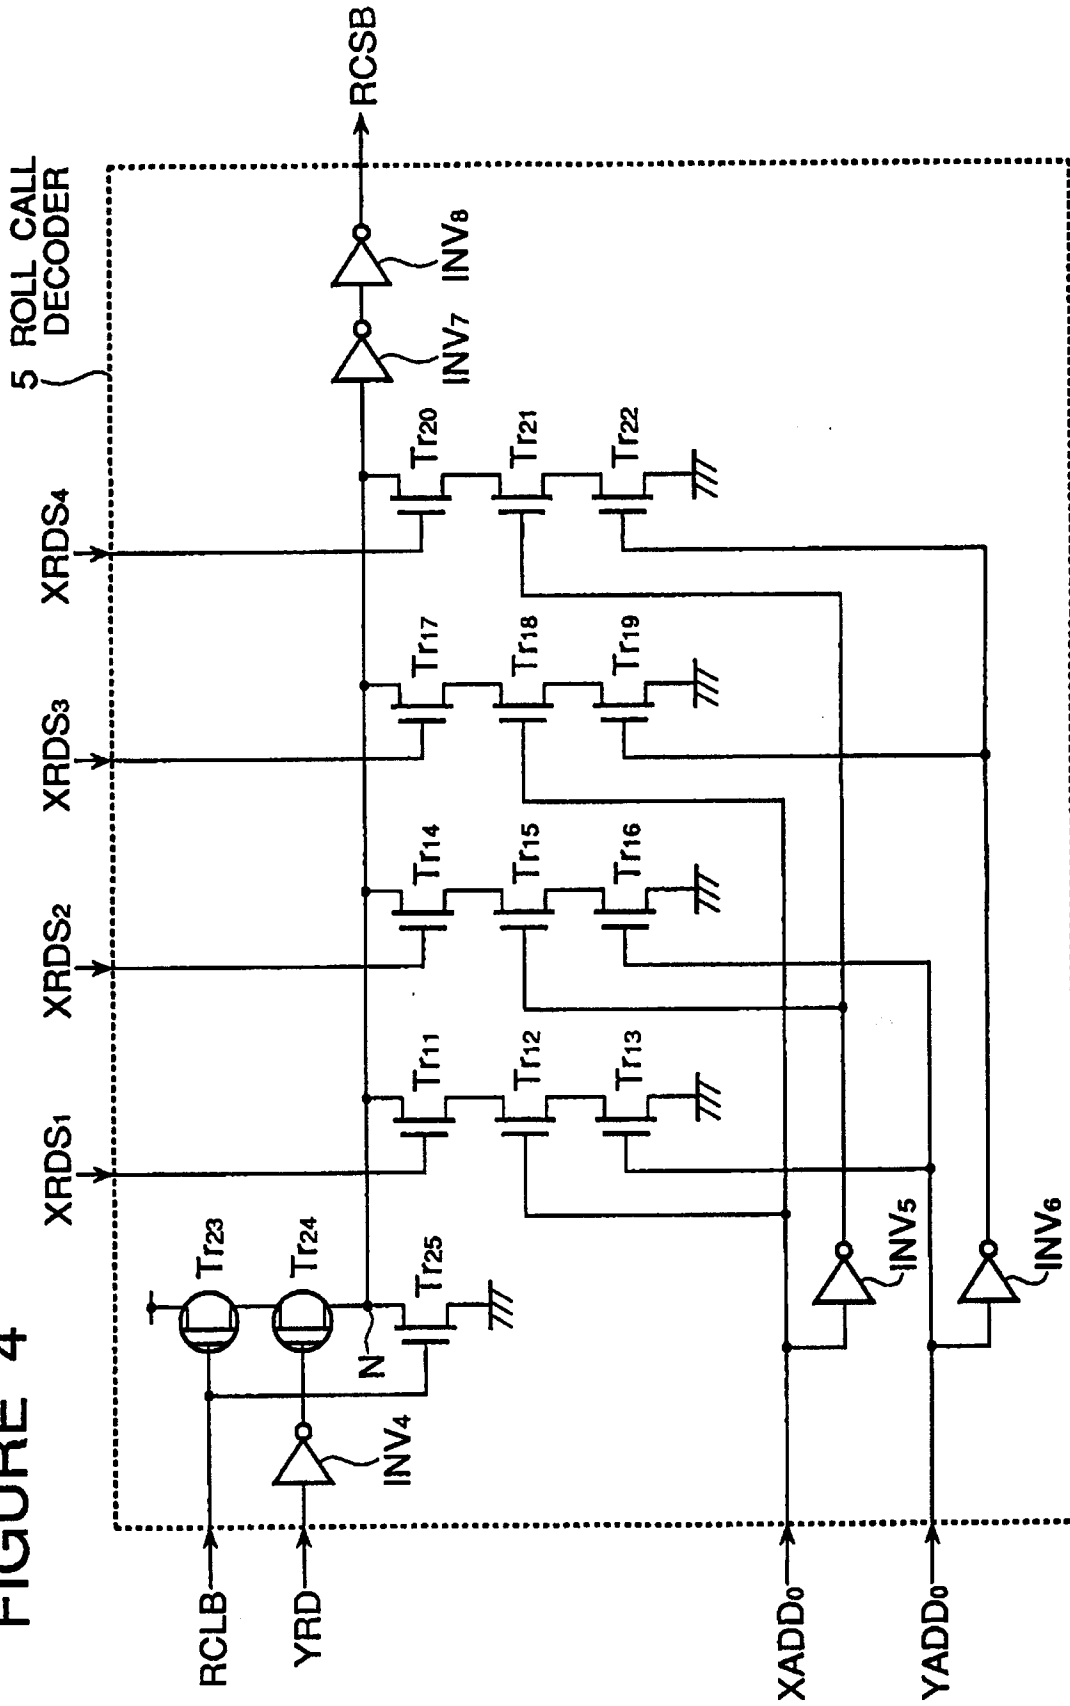 FIGURE 4
5 ROLL CALL
DECODER
XRDS1
XRDS2
XRDS3
XRDS4
RCLB
YRD
XADD0
YADD0
RCSB
Tr23
Tr24
Tr25
N
INV4
Tr11
Tr12
Tr13
Tr14
Tr15
Tr16
Tr17
Tr18
Tr19
Tr20
Tr21
Tr22
INV7
INV8
INV5
INV6